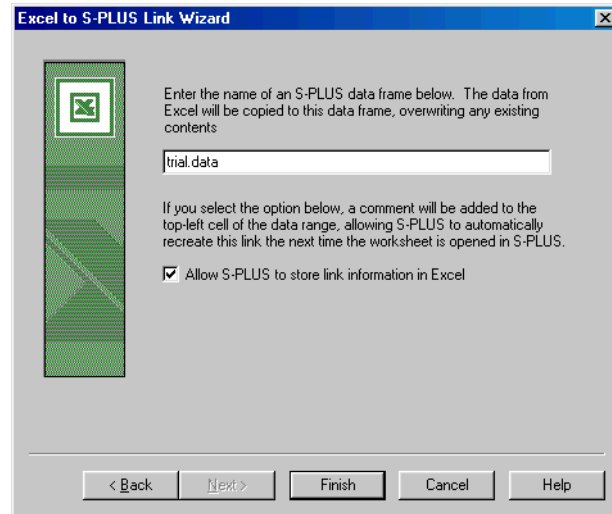 Excel to S-PLUS Link Wizard
Enter the name of an S-PLUS data frame below. The data from
Excel will be copied to this data frame, overwriting any existing
contents
trial.data
If you select the option below, a comment will be added to the
top-left cell of the data range, allowing S-PLUS to automatically
recreate this link the next time the worksheet is opened in S-PLUS.
Allow S-PLUS to store link information in Excel
< Back Next > Finish Cancel Help